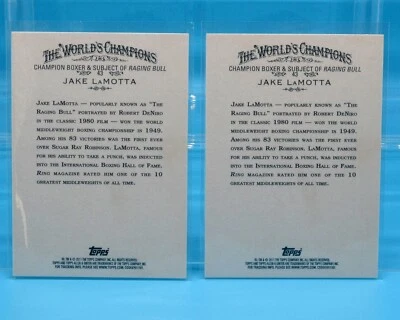 THE WORLD'S CHAMPIONS
CHAMPION BOXER & SUBJECT OF RAGING BULL
43
JAKE LAMOTTA
JAKE LAMOTTA — POPULARLY KNOWN AS "THE
RAGING BULL" PORTRAYED BY ROBERT DENIRO
IN THE CLASSIC 1980 FILM — WON THE WORLD
MIDDLEWEIGHT BOXING CHAMPIONSHIP IN 1949.
AMONG HIS 83 VICTORIES WAS THE FIRST EVER
OVER SUGAR RAY ROBINSON. LAMOTTA, FAMOUS
FOR HIS ABILITY TO TAKE A PUNCH, WAS INDUCTED
INTO THE INTERNATIONAL BOXING HALL OF FAME.
RING MAGAZINE RATED HIM ONE OF THE 10
GREATEST MIDDLEWEIGHTS OF ALL TIME.
Topps
THE WORLD'S CHAMPIONS
CHAMPION BOXER & SUBJECT OF RAGING BULL
43
JAKE LAMOTTA
JAKE LAMOTTA — POPULARLY KNOWN AS "THE
RAGING BULL" PORTRAYED BY ROBERT DENIRO
IN THE CLASSIC 1980 FILM — WON THE WORLD
MIDDLEWEIGHT BOXING CHAMPIONSHIP IN 1949.
AMONG HIS 83 VICTORIES WAS THE FIRST EVER
OVER SUGAR RAY ROBINSON. LAMOTTA, FAMOUS
FOR HIS ABILITY TO TAKE A PUNCH, WAS INDUCTED
INTO THE INTERNATIONAL BOXING HALL OF FAME.
RING MAGAZINE RATED HIM ONE OF THE 10
GREATEST MIDDLEWEIGHTS OF ALL TIME.
Topps